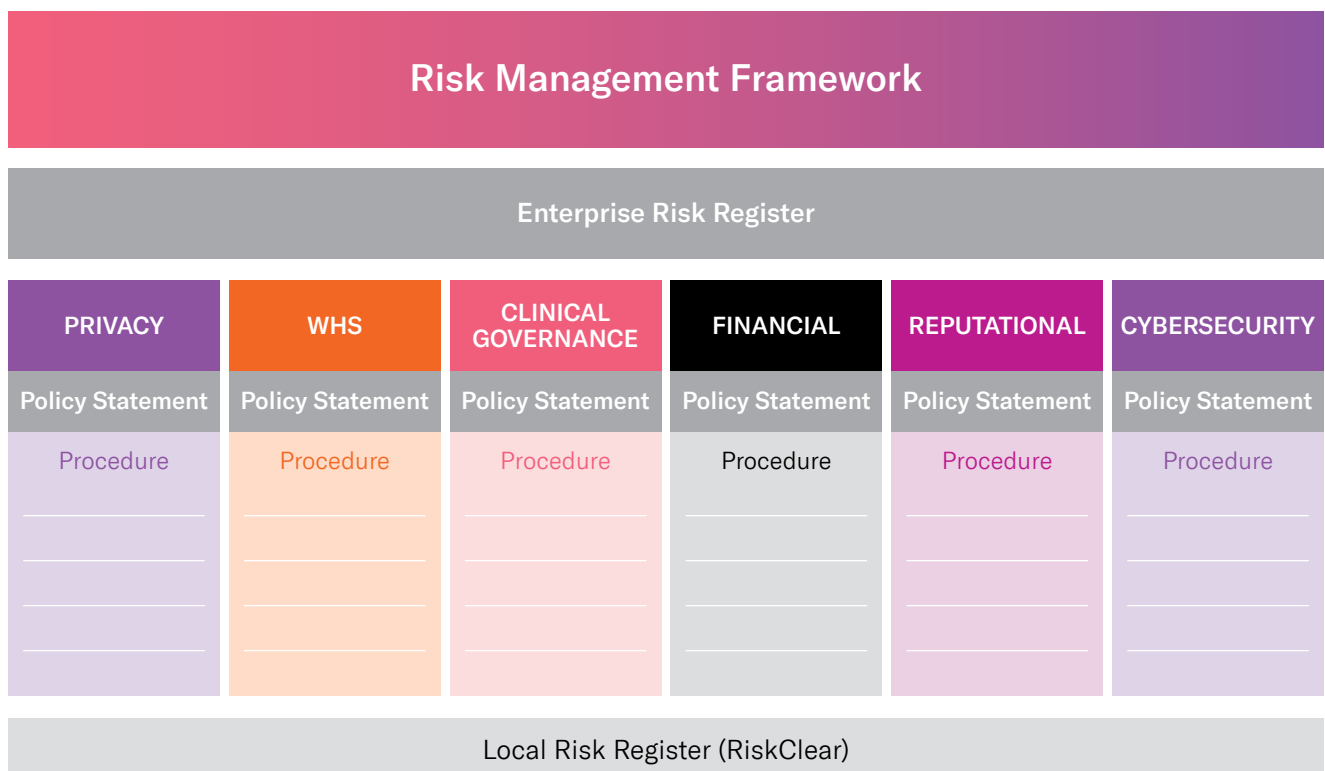 Risk Management Framework
Enterprise Risk Register
PRIVACY
WHS
CLINICAL
GOVERNANCE
FINANCIAL
REPUTATIONAL
CYBERSECURITY
Policy Statement
Policy Statement
Policy Statement
Policy Statement
Policy Statement
Policy Statement
Procedure
Procedure
Procedure
Procedure
Procedure
Procedure
Local Risk Register (RiskClear)